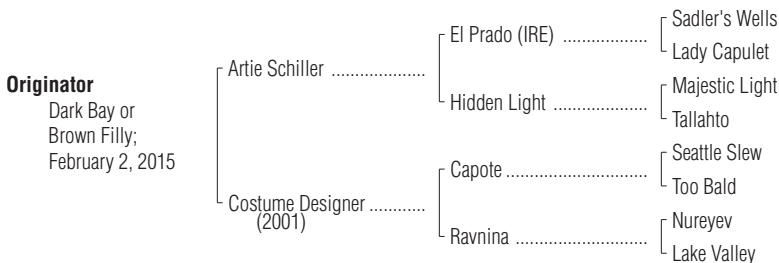 Sadler's Wells
El Prado (IRE) ..................
Lady Capulet
Artie Schiller .....................
Originator
Majestic Light
Hidden Light ....................
Dark Bay or
Tallahto
Brown Filly;
February 2, 2015
Seattle Slew
Capote ..............................
Too Bald
Costume Designer ............
(2001)
Nureyev
Ravnina ............................
Lake Valley